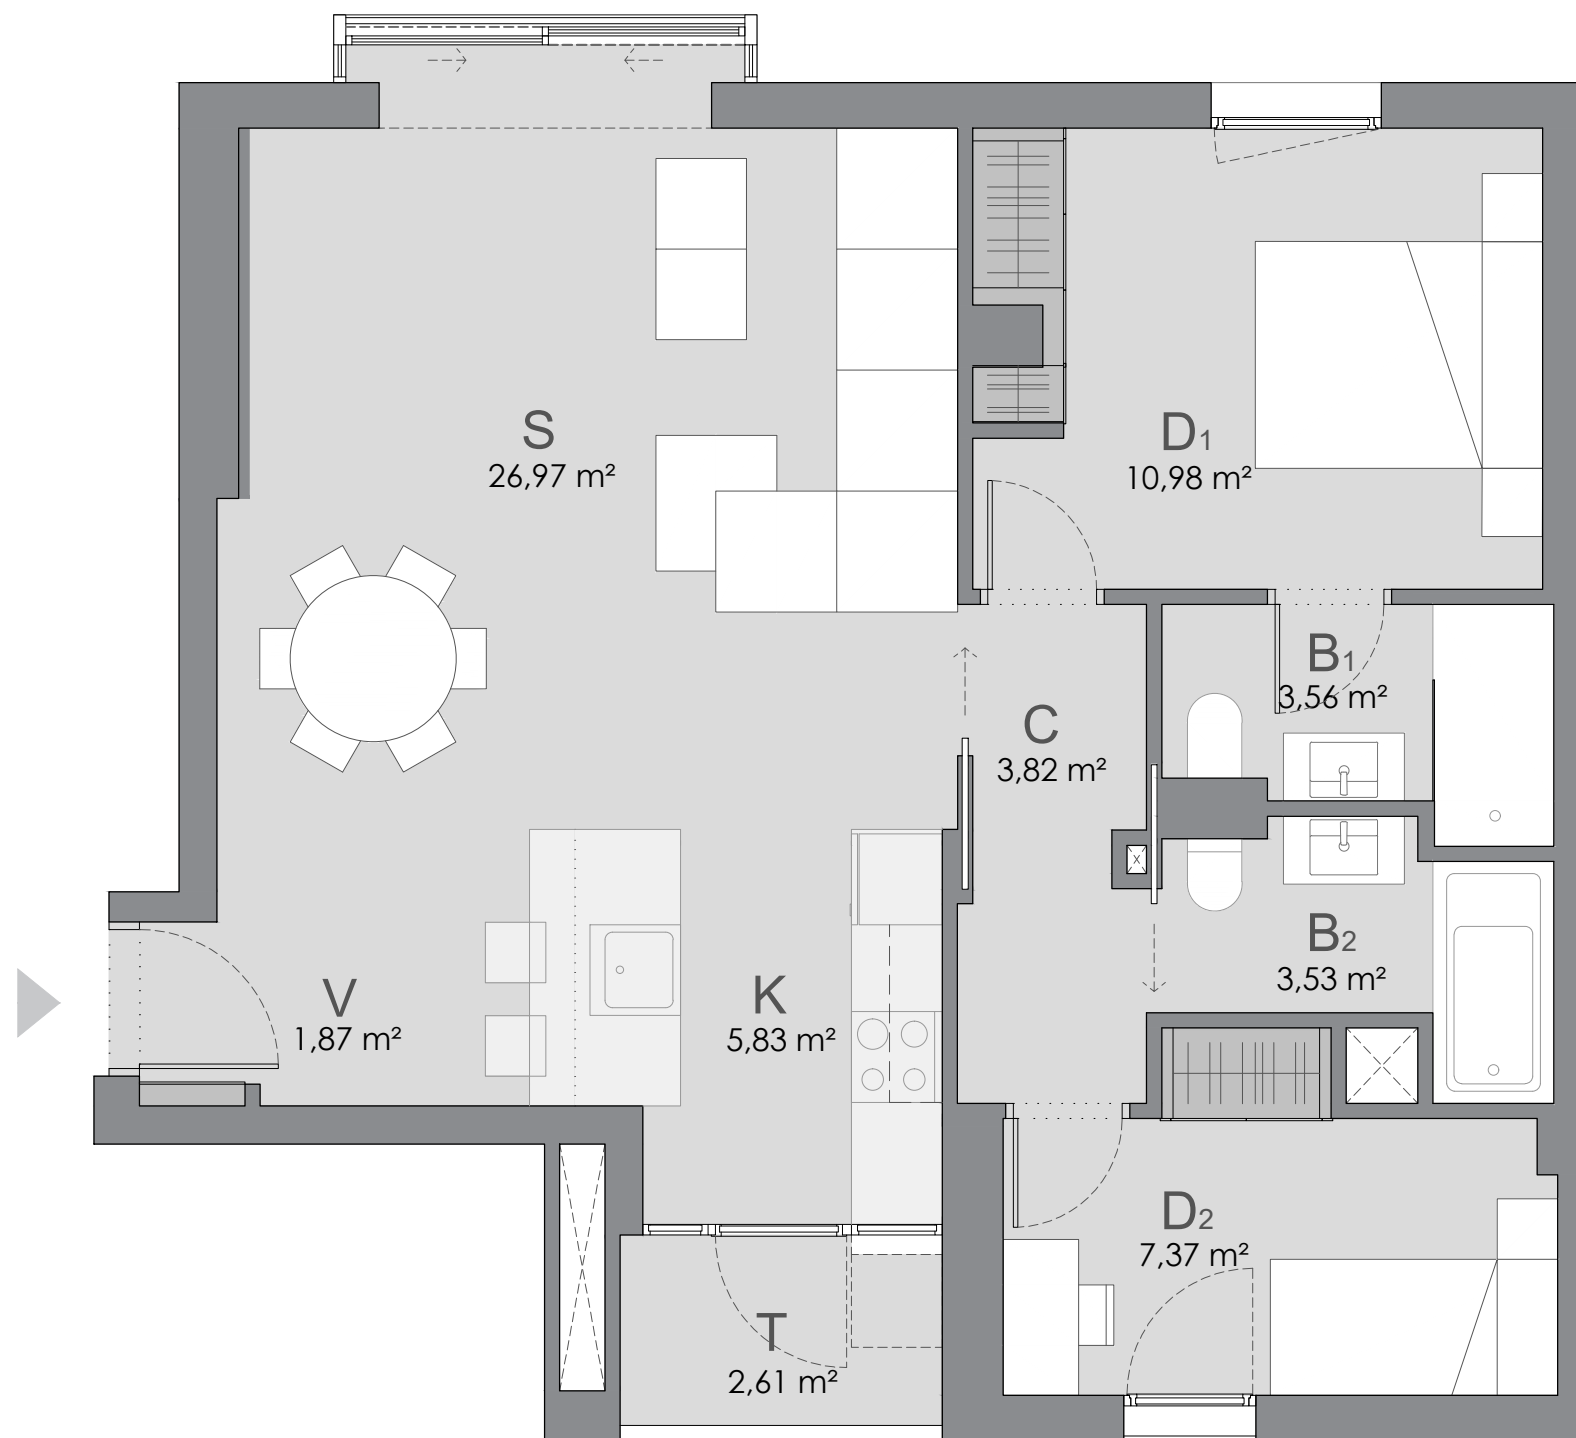 S
26,97 m²
D1
10,98 m²
B1
3,56 m²
C
3,82 m²
B2
3,53 m²
V
1,87 m²
K
5,83 m²
D2
7,37 m²
T
2,61 m²